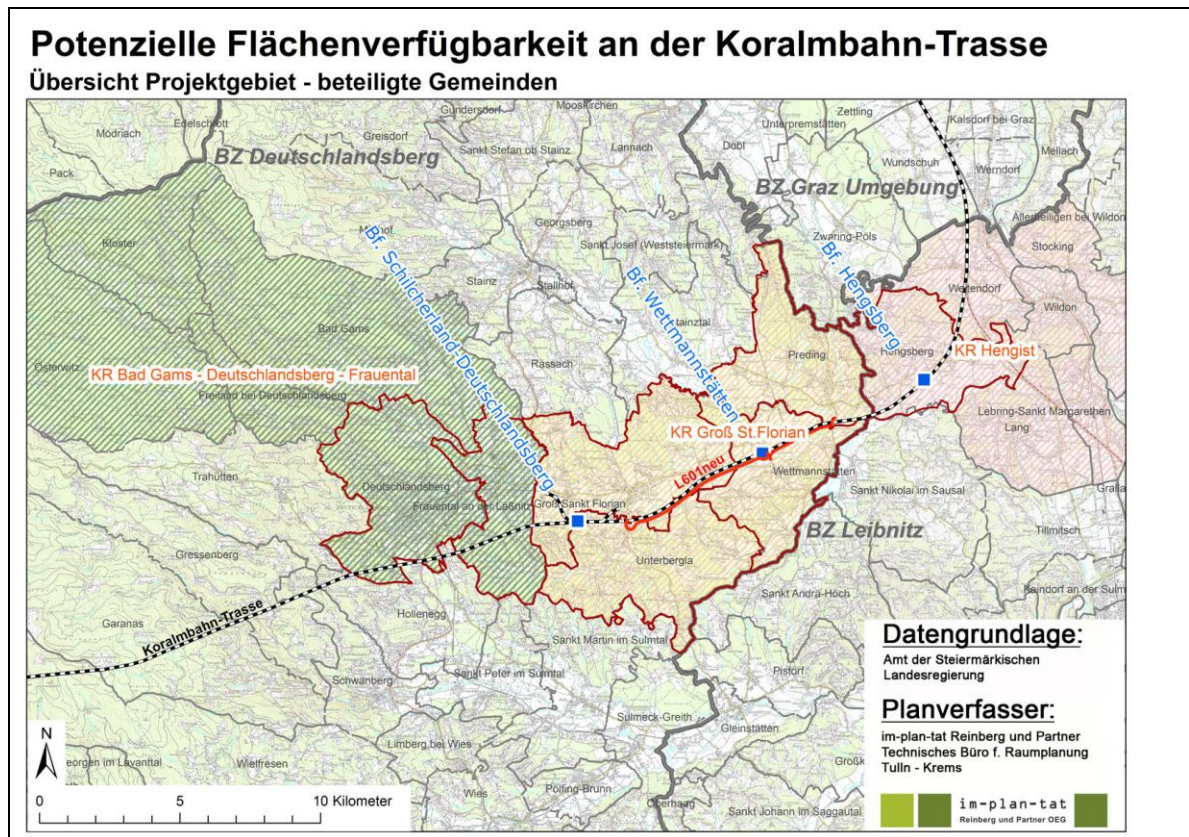 Potenzielle Flächenverfügbarkeit an der Koralmbahn-Trasse
Übersicht Projektgebiet - beteiligte Gemeinden
Modriach
Edelschrott
Pack
BZ Deutschlandsberg
Gundersdorf
Greisdorf
Mooskirchen
Sankt Stefan ob Stainz
Lannach
Dobl
Unterpremstätten
Zettling
Kalsdorf bei Graz
Wundschuh
Werndorf
Mellach
BZ Graz Umgebung
Kloster
Georgsberg
Sankt Josef (Weststeiermark)
Zwaring-Pöls
Allerheiligen bei Wildon
Stocking
Stainz
Stallhof
Weitendorf
Wildon
Bf. Schilcherland-Deutschlandsberg
Bf. Wettmannstätten
Bf. Hengsberg
Bad Gams
Osterwitz
KR Bad Gams - Deutschlandsberg - Frauental
Freiland bei Deutschlandsberg
Rassach
Preding
Hengsberg
KR Hengist
Lebring-Sankt Margarethen
Lang
KR Groß St.Florian
L601neu
Wettmannstätten
Trahütten
Deutschlandsberg
Frauental an der Laßnitz
Groß Sankt Florian
Sankt Nikolai im Sausal
Tillmitsch
BZ Leibnitz
Gressenberg
Unterbergla
Sankt Andrä-Höch
Garanas
Koralmbahn-Trasse
Hollenegg
Sankt Martin im Sulmtal
Schwanberg
Sankt Peter im Sulmtal
Pistorf
Sulmeck-Greith
Gleinstätten
Limberg bei Wies
Wielfresen
Wies
Pölfing-Brunn
Oberhaag
Sankt Johann im Saggautal
N
0 5 10 Kilometer
Datengrundlage:
Amt der Steiermärkischen
Landesregierung
Planverfasser:
im-plan-tat Reinberg und Partner
Technisches Büro f. Raumplanung
Tulln - Krems
im-plan-tat
Reinberg und Partner OEG